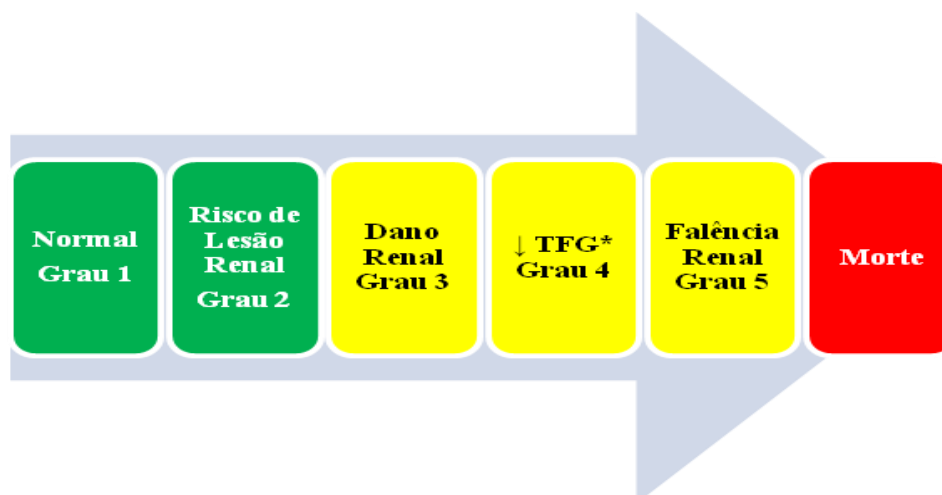 Normal
Grau 1
Risco de
Lesão
Renal
Grau 2
Dano
Renal
Grau 3
↓ TFG*
Grau 4
Falência
Renal
Grau 5
Morte